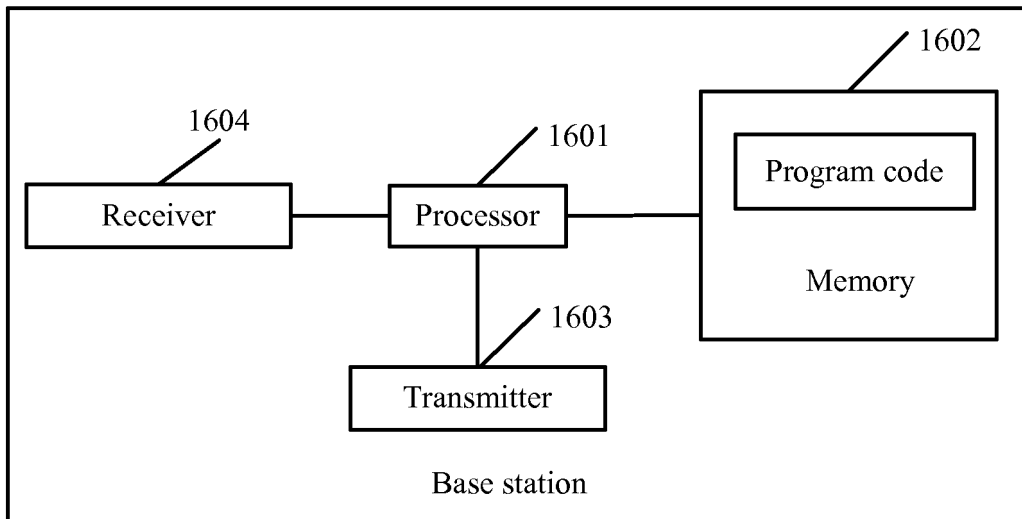 1602
1604
1601
Program code
Receiver
Processor
Memory
1603
Transmitter
Base station